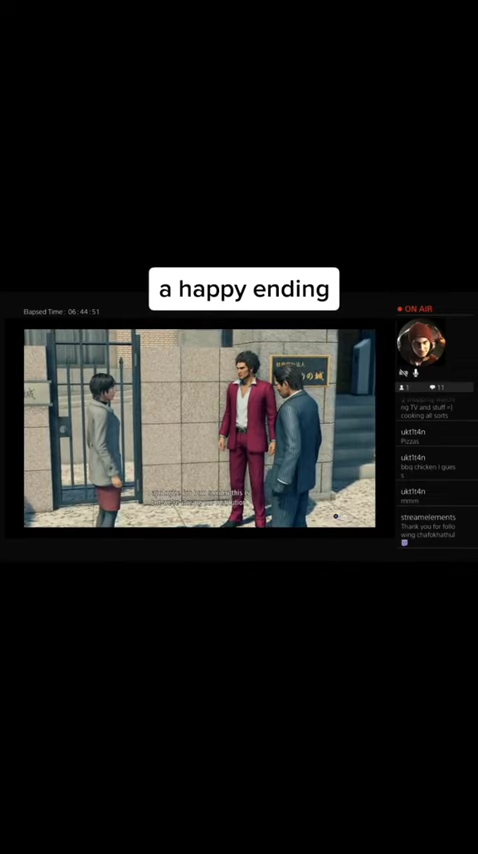 a happy ending
Elapsed Time : 06:44:51
ON AIR
1
11
ng TV and stuff =)
cooking all sorts
ukt1t4n
Pizzas
ukt1t4n
bbq chicken I gues
s
ukt1t4n
mmm
streamelements
Thank you for follo
wing chafokhathul